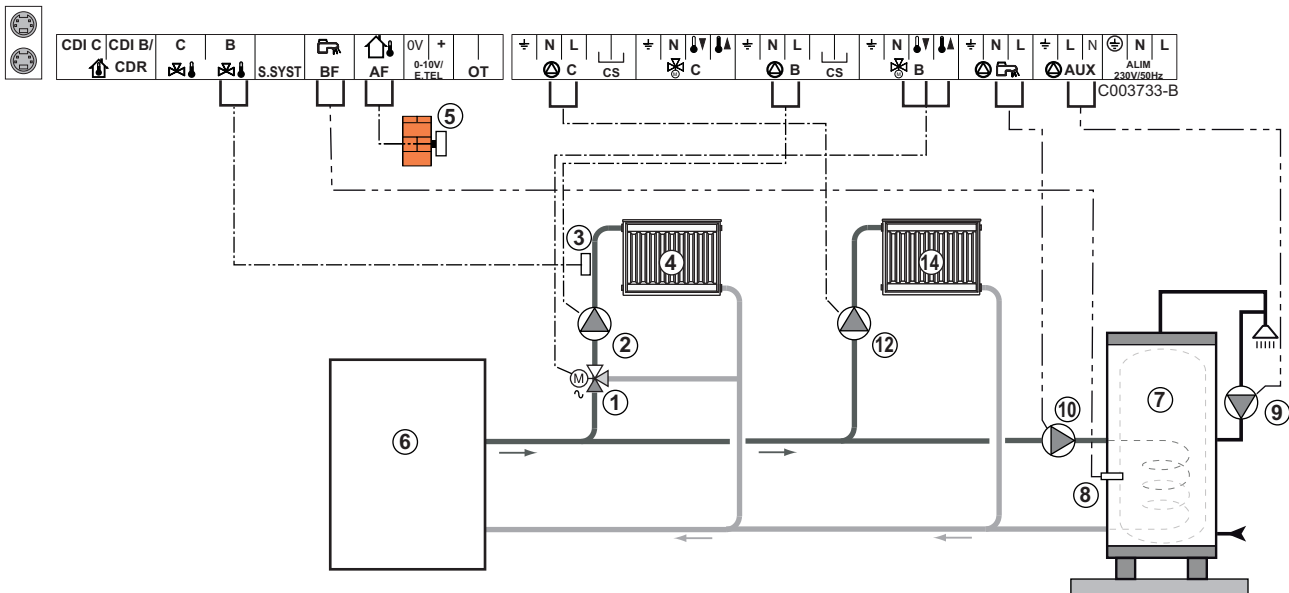 CDI C CDI B/ C B 0V +
CDR S.SYST BF AF 0-10V/ E.TEL OT
N L N N L N N L L N N L
C CS C B CS B AUX ALIM 230V/50Hz
C003733-B
5
3
4
14
2
12
M
1
10
7
9
6
8